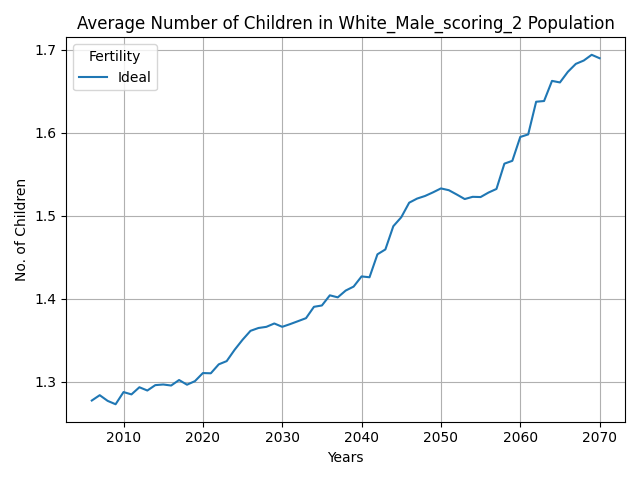 Average Number of Children in White_Male_scoring_2 Population
Fertility
Ideal
No. of Children
1.7
1.6
1.5
1.4
1.3
2010 2020 2030 2040 2050 2060 2070
Years